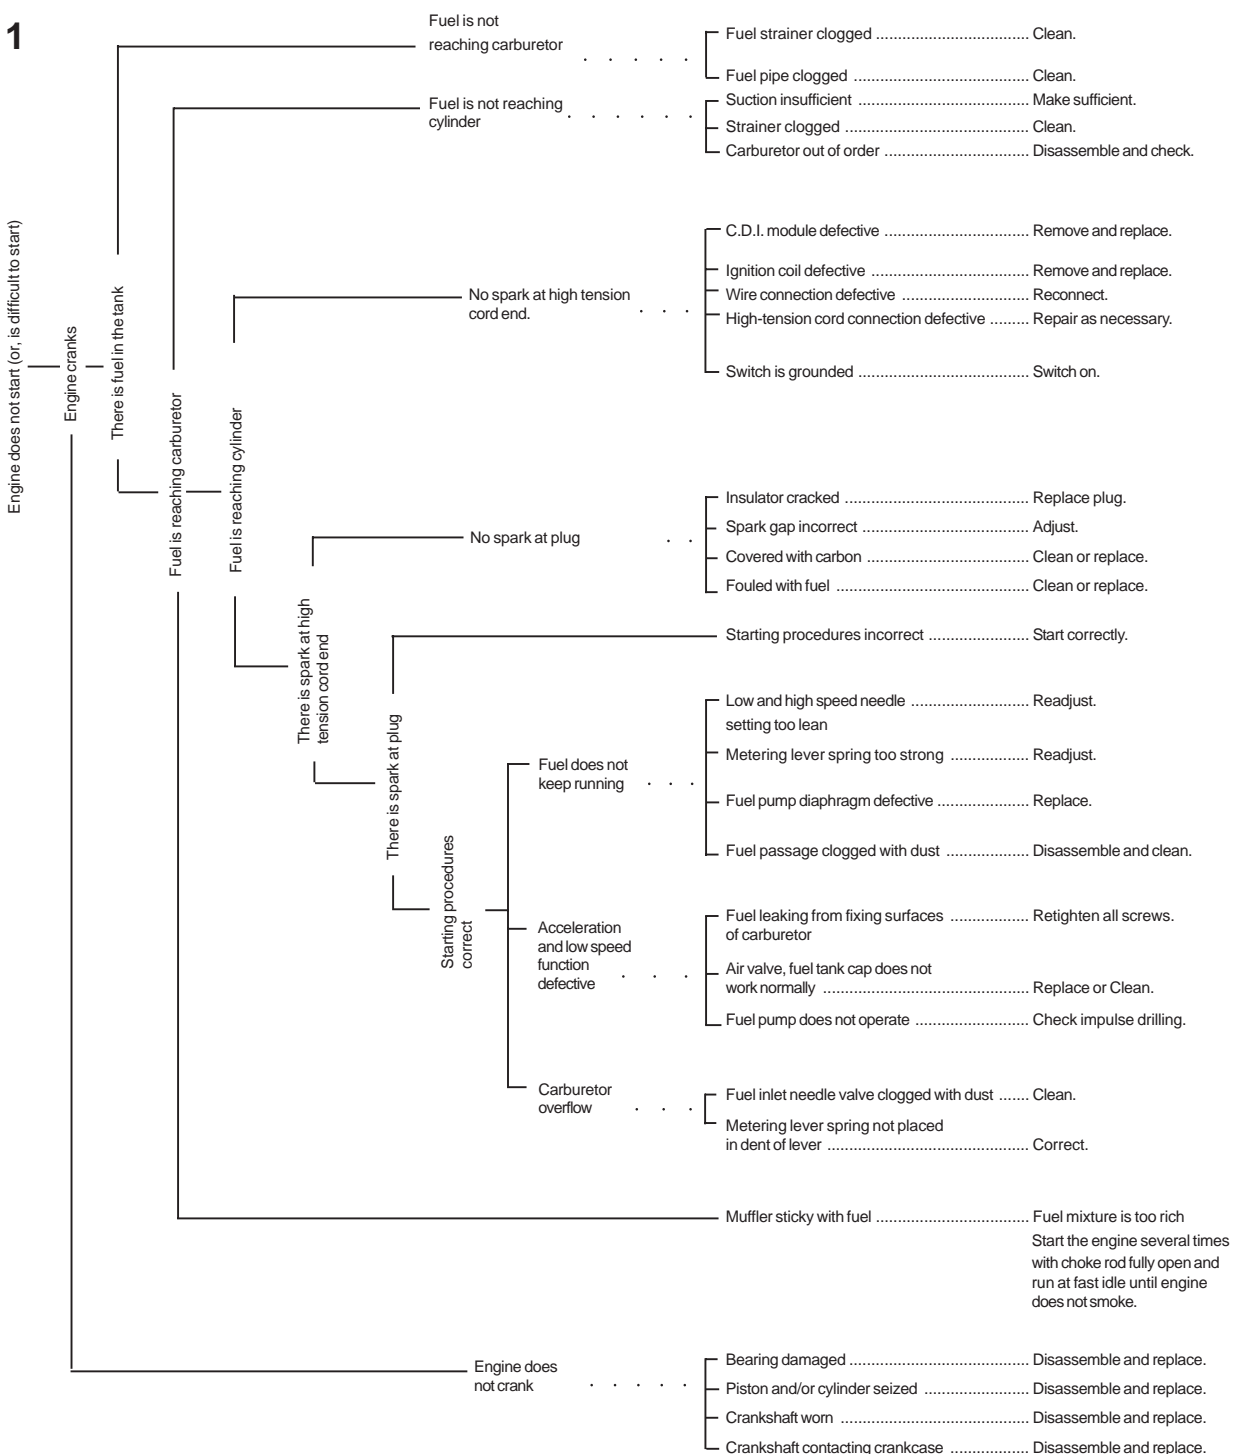 1
Fuel is not
reaching carburetor
Fuel strainer clogged ................................... Clean.
Fuel pipe clogged ........................................ Clean.
Fuel is not reaching
cylinder
Suction insufficient ....................................... Make sufficient.
Strainer clogged .......................................... Clean.
Carburetor out of order ................................. Disassemble and check.
Engine does not start (or, is difficult to start)
Engine cranks
There is fuel in the tank
Fuel is reaching carburetor
Fuel is reaching cylinder
No spark at high tension
cord end.
C.D.I. module defective ................................. Remove and replace.
Ignition coil defective .................................... Remove and replace.
Wire connection defective ............................. Reconnect.
High-tension cord connection defective ......... Repair as necessary.
Switch is grounded ....................................... Switch on.
There is spark at high
tension cord end
No spark at plug
Insulator cracked .......................................... Replace plug.
Spark gap incorrect ...................................... Adjust.
Covered with carbon ..................................... Clean or replace.
Fouled with fuel ............................................ Clean or replace.
There is spark at plug
Starting procedures incorrect ....................... Start correctly.
Starting procedures
correct
Fuel does not
keep running
Low and high speed needle ........................... Readjust.
setting too lean
Metering lever spring too strong .................. Readjust.
Fuel pump diaphragm defective ..................... Replace.
Fuel passage clogged with dust ................... Disassemble and clean.
Acceleration
and low speed
function
defective
Fuel leaking from fixing surfaces .................. Retighten all screws.
of carburetor
Air valve, fuel tank cap does not
work normally ............................................... Replace or Clean.
Fuel pump does not operate .......................... Check impulse drilling.
Carburetor
overflow
Fuel inlet needle valve clogged with dust ....... Clean.
Metering lever spring not placed
in dent of lever .............................................. Correct.
Muffler sticky with fuel ................................... Fuel mixture is too rich
Start the engine several times
with choke rod fully open and
run at fast idle until engine
does not smoke.
Engine does
not crank
Bearing damaged ......................................... Disassemble and replace.
Piston and/or cylinder seized ........................ Disassemble and replace.
Crankshaft worn ........................................... Disassemble and replace.
Crankshaft contacting crankcase .................. Disassemble and replace.